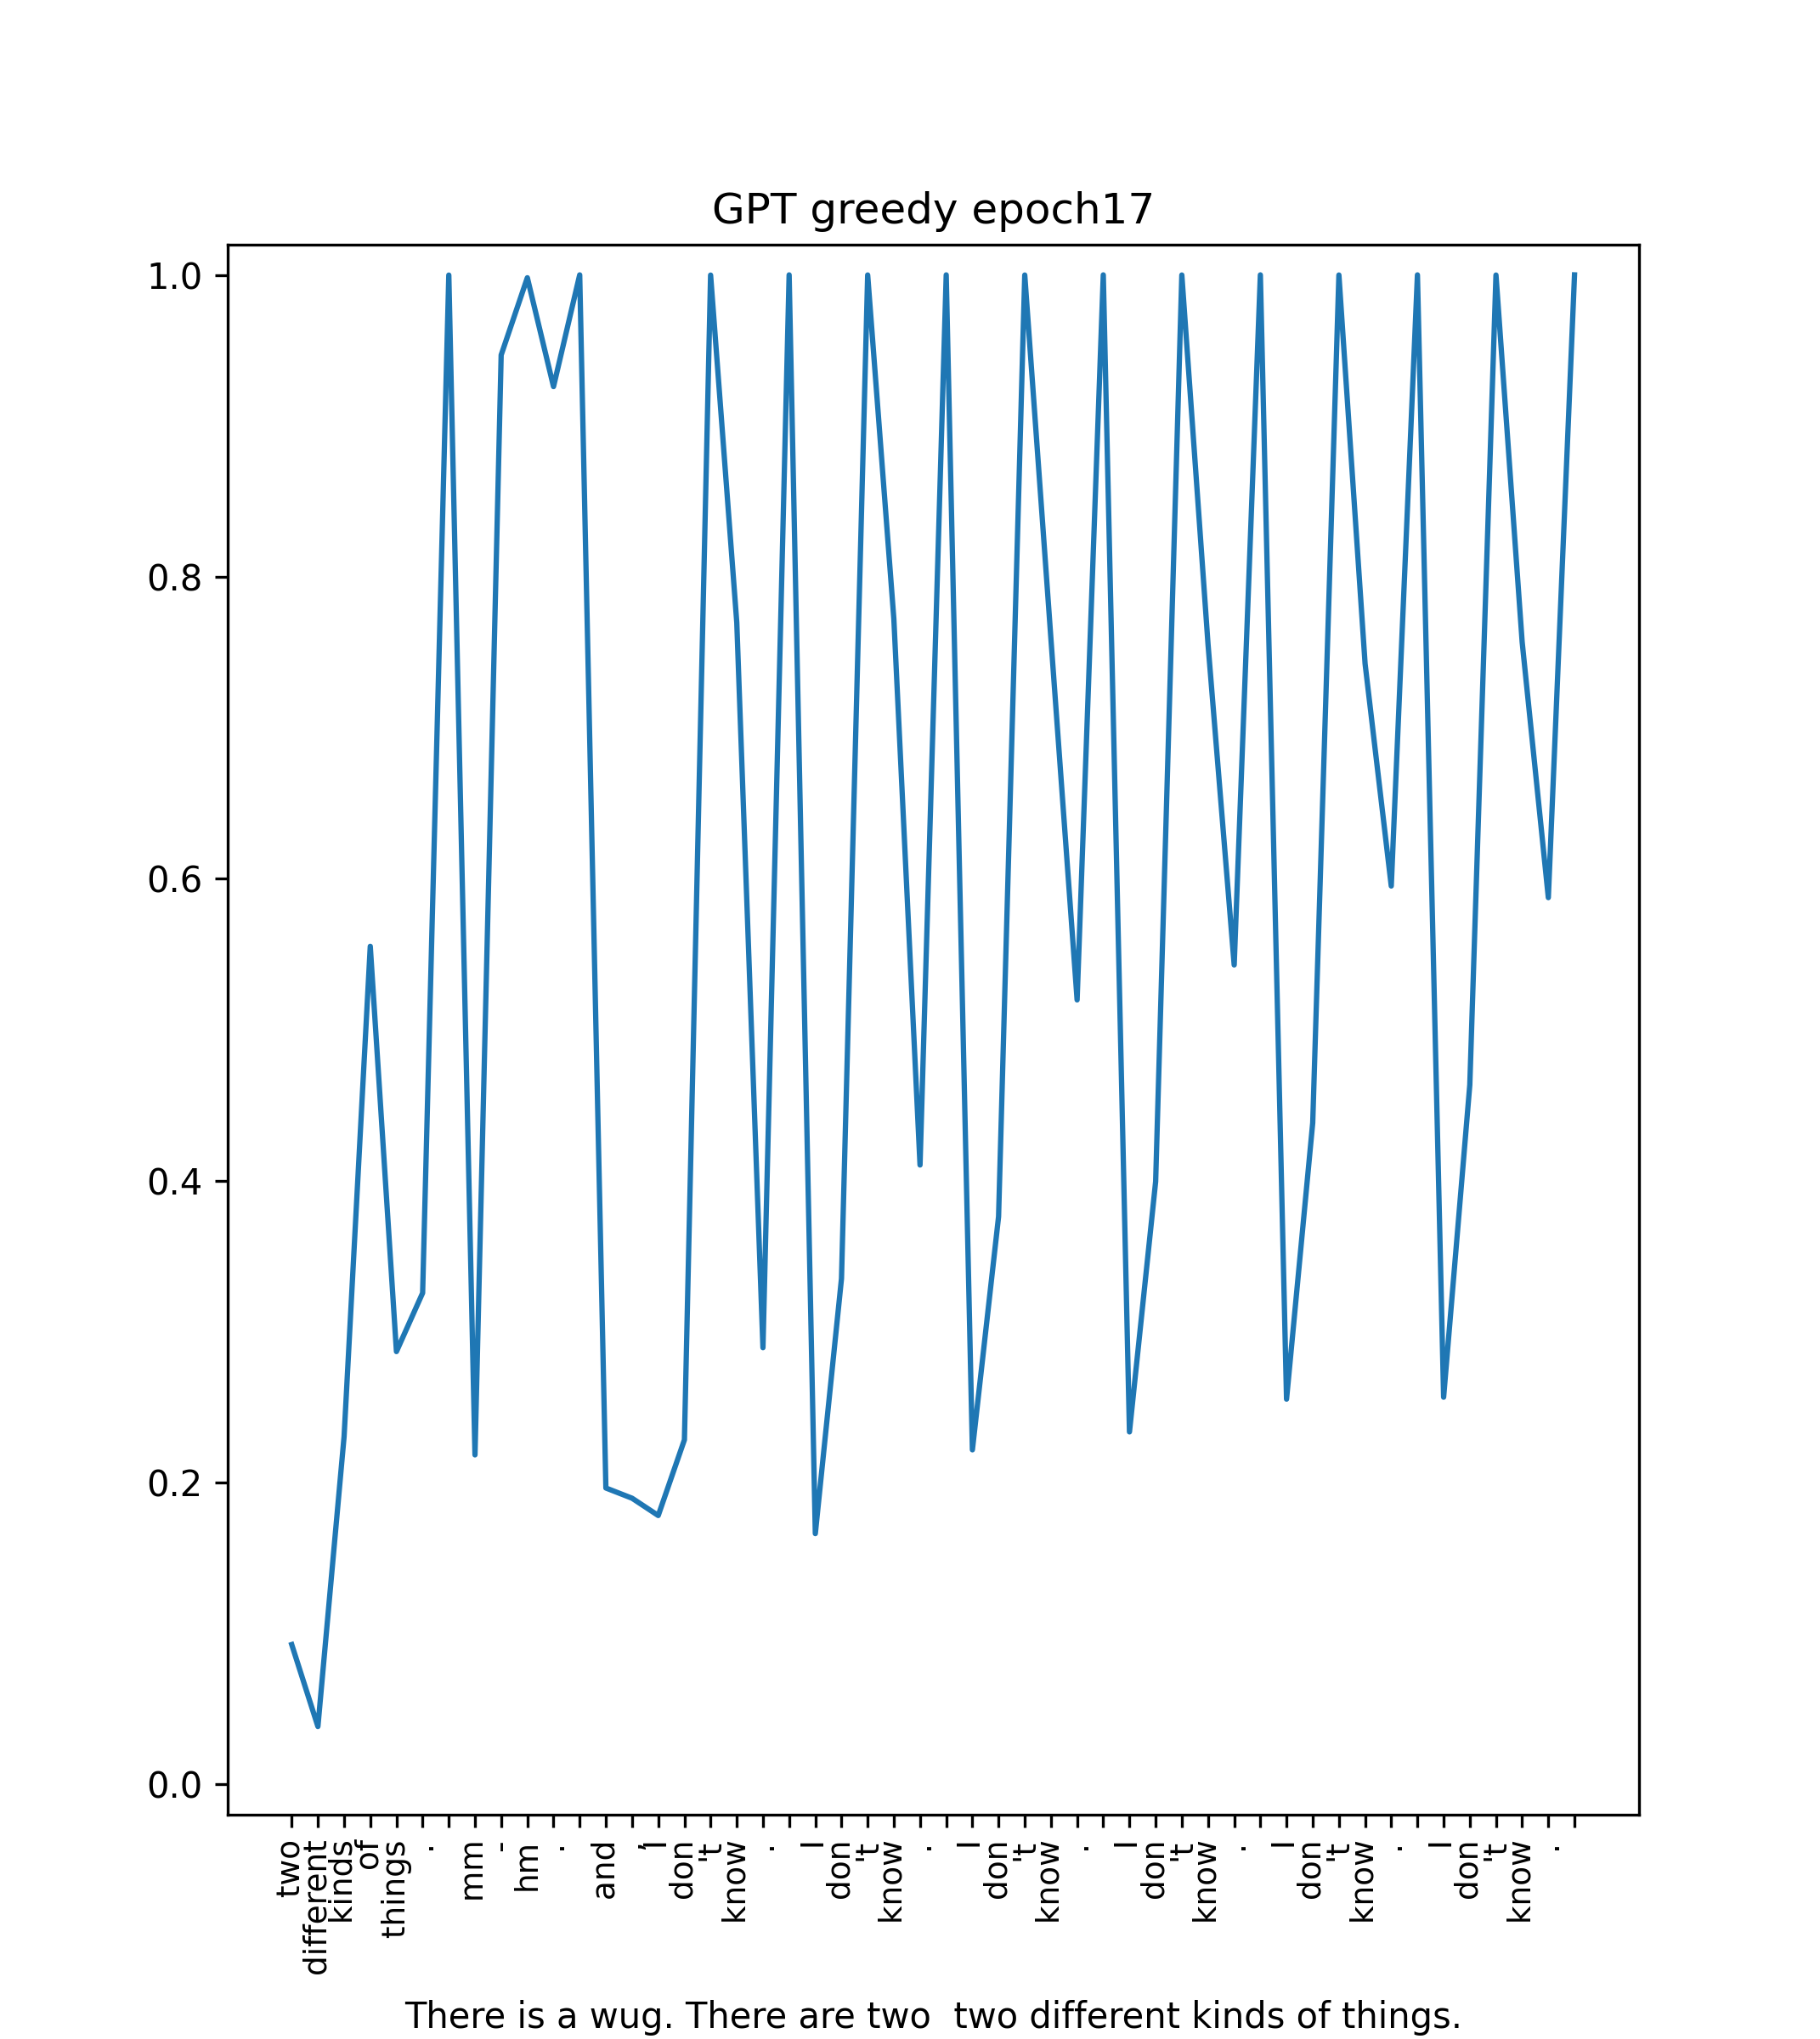 GPT greedy epoch17
1.0
0.8
0.6
0.4
0.2
0.0
two
different
kinds
of
things
.
mm
-
hm
.
and
,
I
don
't
know
.
I
don
't
know
.
I
don
't
know
.
I
don
't
know
.
I
don
't
know
.
I
don
't
know
.
There is a wug. There are two  two different kinds of things.